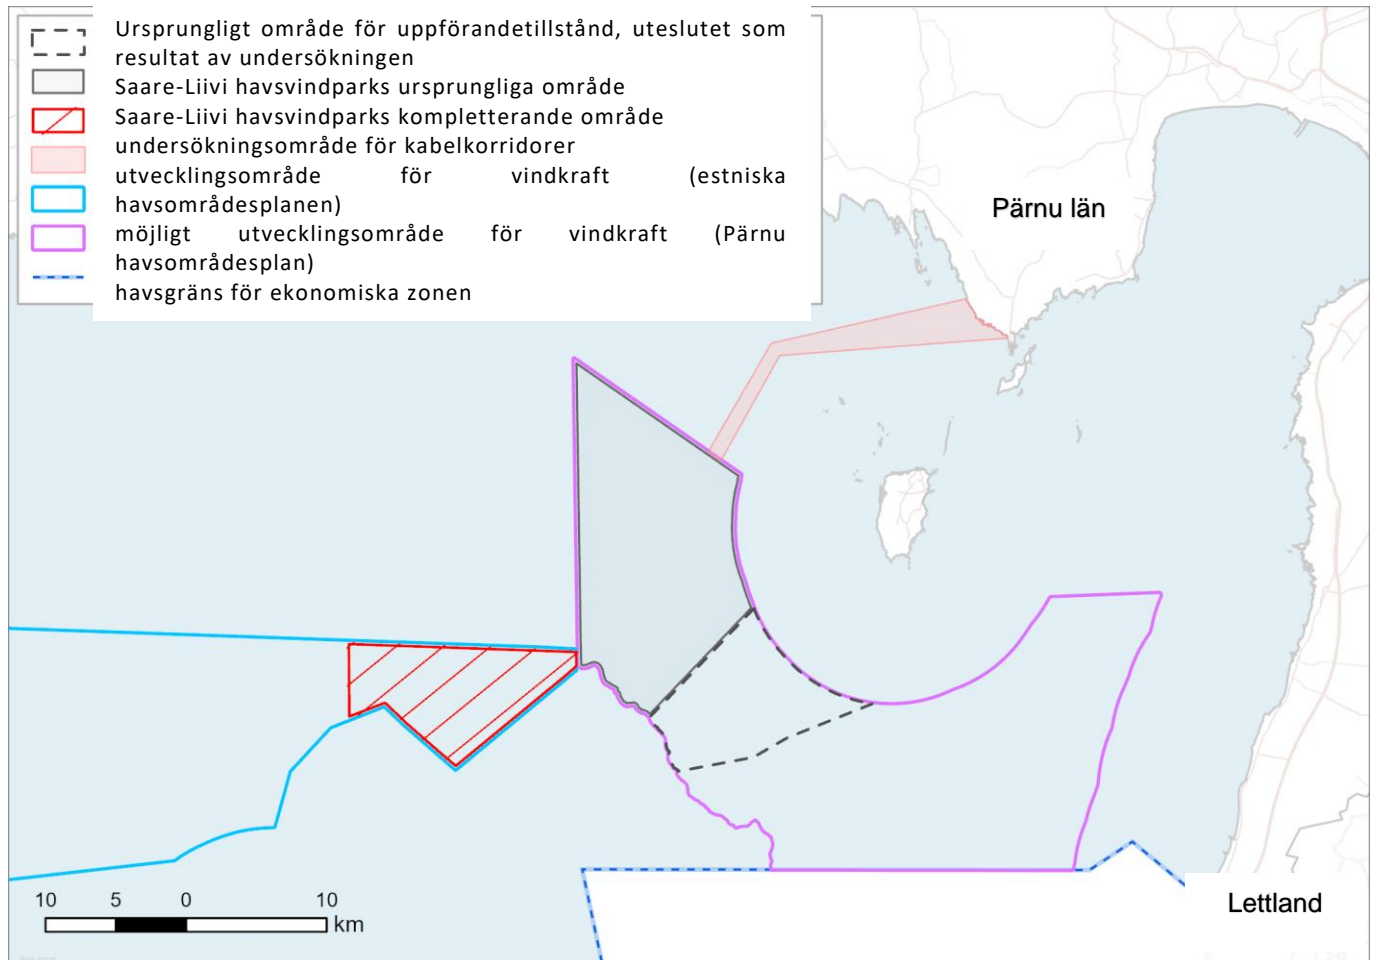 Ursprungligt område för uppförandetillstånd, uteslutet som
resultat av undersökningen
Saare-Liivi havsvindparks ursprungliga område
Saare-Liivi havsvindparks kompletterande område
undersökningsområde för kabelkorridorer
utvecklingsområde för vindkraft (estniska
havsområdesplanen)
möjligt utvecklingsområde för vindkraft (Pärnu
havsområdesplan)
havsgräns för ekonomiska zonen
Pärnu län
Lettland
10 5 0 10
km